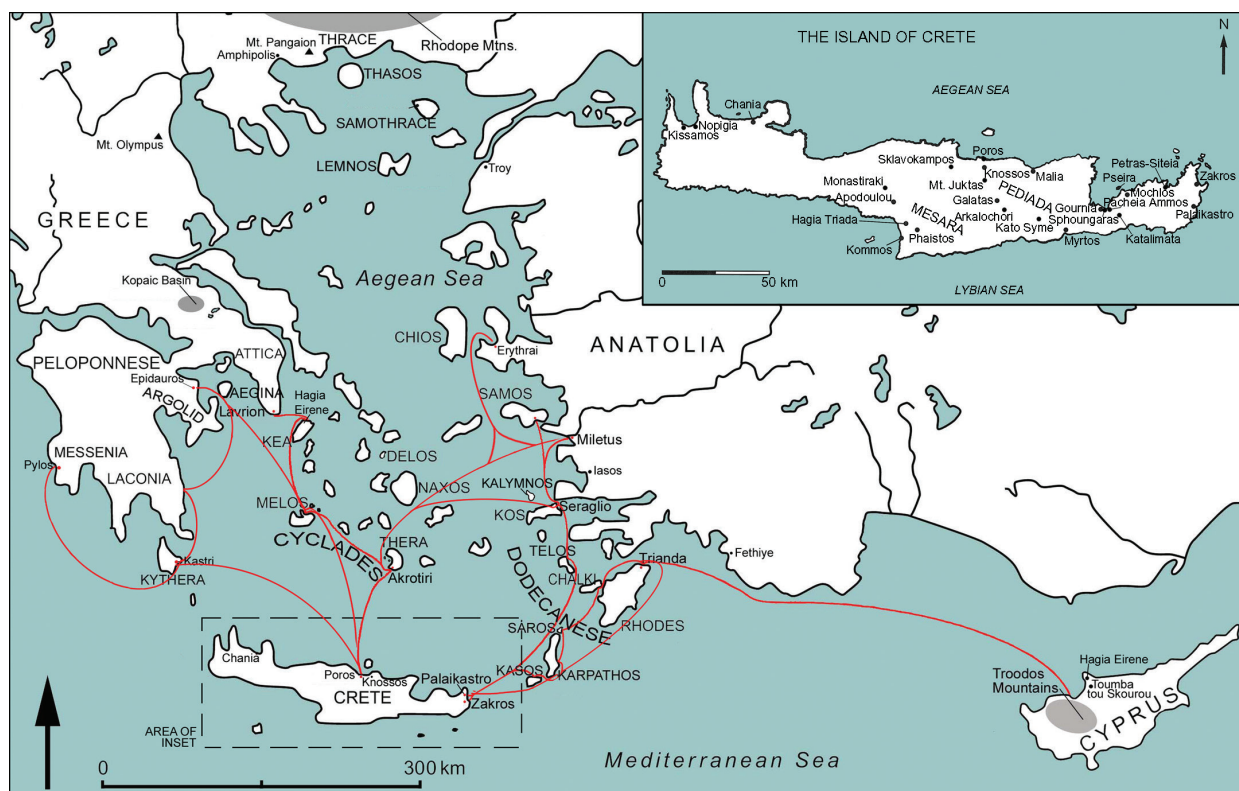 Mt. Pangaion
THRACE
Rhodope Mtns.
Amphipolis
THASOS
SAMOTHRACE
Mt. Olympus
LEMNOS
Troy
GREECE
Aegean Sea
Kopaic Basin
CHIOS
Erythrai
ANATOLIA
PELOPONNESE
ATTICA
Epidauros
ARGOLID
AEGINA
Lavrion
Hagia
Eirene
SAMOS
KEA
Miletus
MESSENIA
DELOS
Pylos
LACONIA
Iasos
NAXOS
KALYMNOS
MELOS
KOS
Seraglio
CYCLADES
THERA
TELOS
Trianda
Fethiye
Kastri
Akrotiri
CHALKI
KYTHERA
DODECANESE
SAROS
RHODES
Chania
KASOS
KARPATHOS
Poros
Knossos
Palaikastro
CRETE
Zakros
Hagia Eirene
Troodos
Mountains
Toumba
tou Skourou
CYPRUS
AREA OF
INSET
Mediterranean Sea
0
300 km
THE ISLAND OF CRETE
N
AEGEAN SEA
Chania
Nopigia
Kissamos
Poros
Sklavokampos
Petras-Siteia
Knossos
Malia
Pseira
Zakros
Monastiraki
Mt. Juktas
PEDIADA
Mochlos
Apodoulou
Galatas
Gournia
Pacheia Ammos
MESARA
Arkalochori
Sphoungaras
Palaikastro
Hagia Triada
Kato Syme
Phaistos
Myrtos
Katalimata
Kommos
0
50 km
LYBIAN SEA